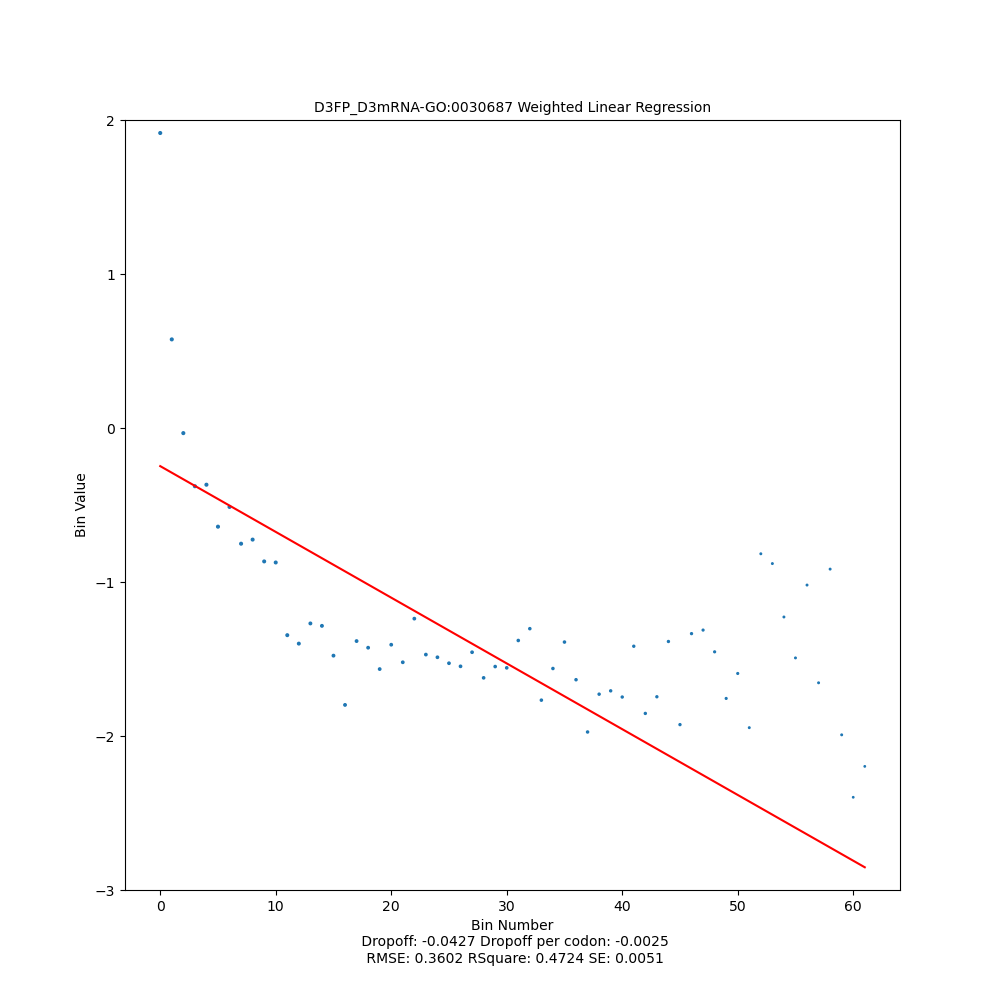 D3FP_D3mRNA-GO:0030687 Weighted Linear Regression
2
1
0
−1
−2
−3
Bin Value
0 10 20 30 40 50 60
Bin Number
Dropoff: -0.0427 Dropoff per codon: -0.0025
RMSE: 0.3602 RSquare: 0.4724 SE: 0.0051